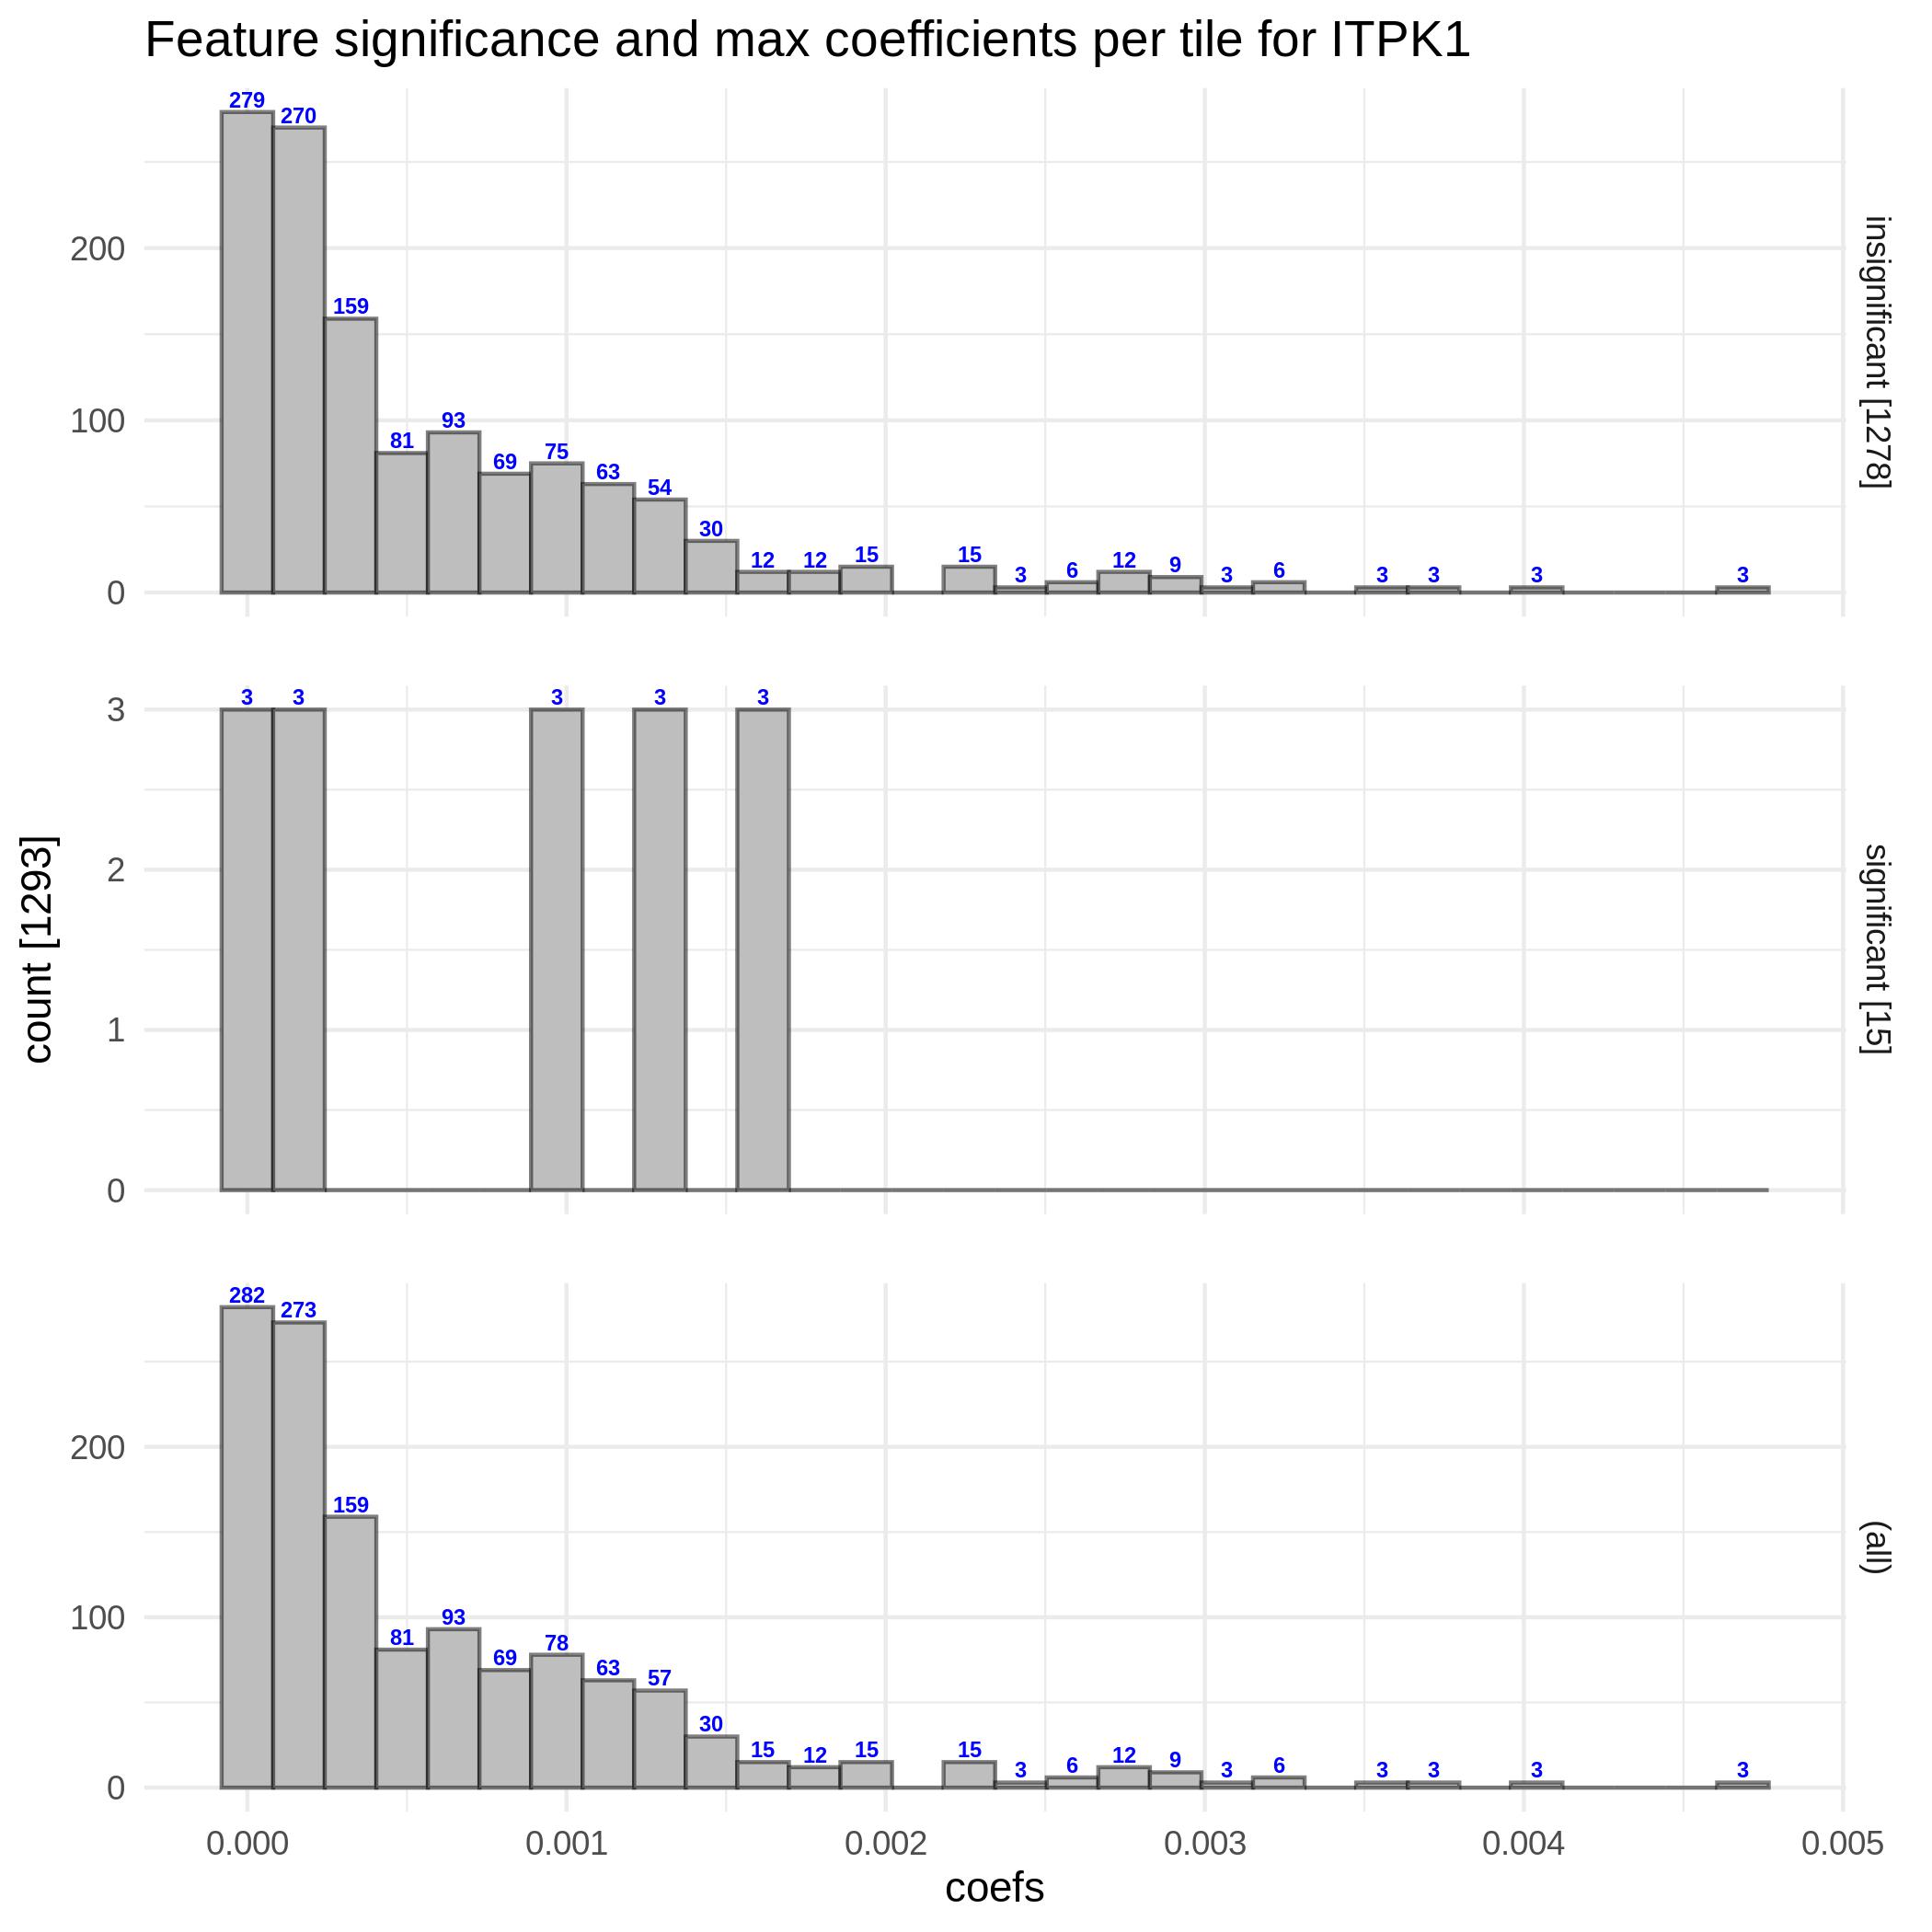 Feature significance and max coefficients per tile for ITPK1
279 270 159 81 93 69 75 63 54 30 12 12 15 15 3 6 12 9 3 6 3 3 3 3
200
100
0
insignificant [1278]
3 3 3 3 3
3
2
1
0
significant [15]
count [1293]
282 273 159 81 93 69 78 63 57 30 15 12 15 15 3 6 12 9 3 6 3 3 3 3
200
100
0
(all)
0.000 0.001 0.002 0.003 0.004 0.005
coefs